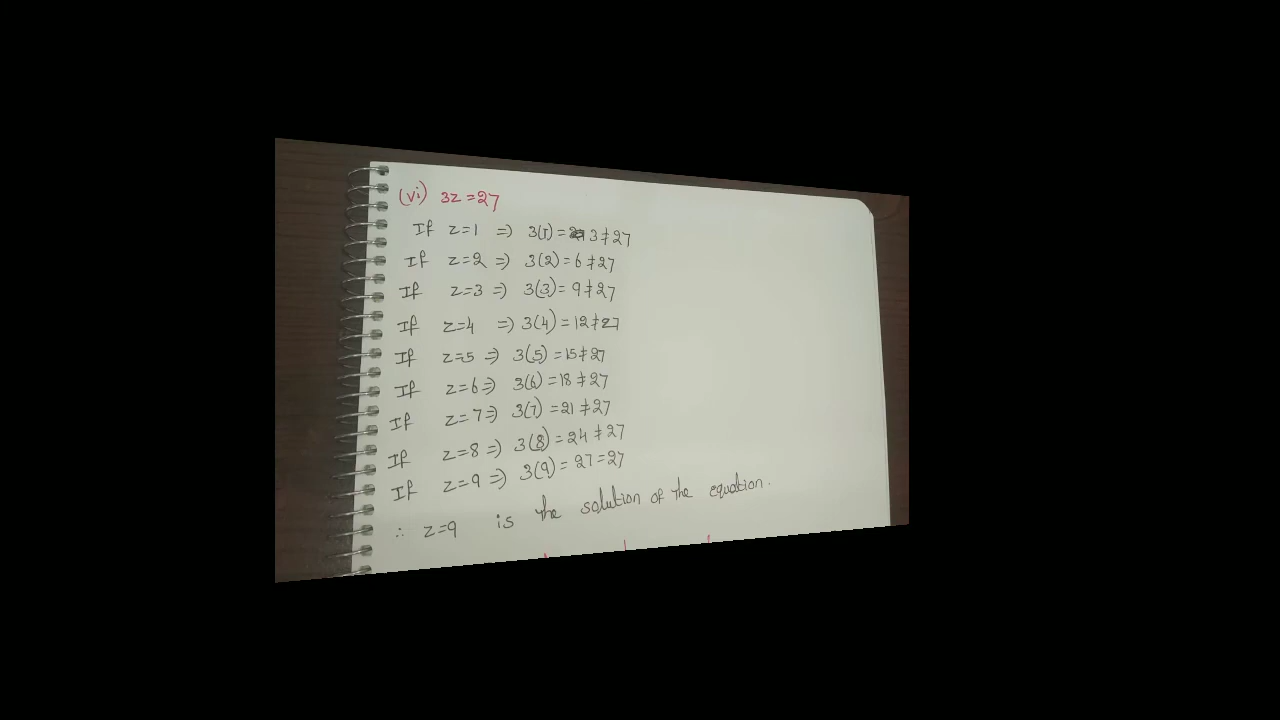 (vi) 3z=27
If z=1 => 3(1)= 3≠27
If z=2 => 3(2)=6≠27
If z=3 => 3(3)= 9≠27
If z=4 => 3(4)=12≠27
If z=5 => 3(5)=15≠27
If z=6 => 3(6)=18≠27
If z=7 => 3(7)=21≠27
If z=8 => 3(8)=24≠27
If z=9 => 3(9)= 27=27
∴ z=9 is the solution of the equation.